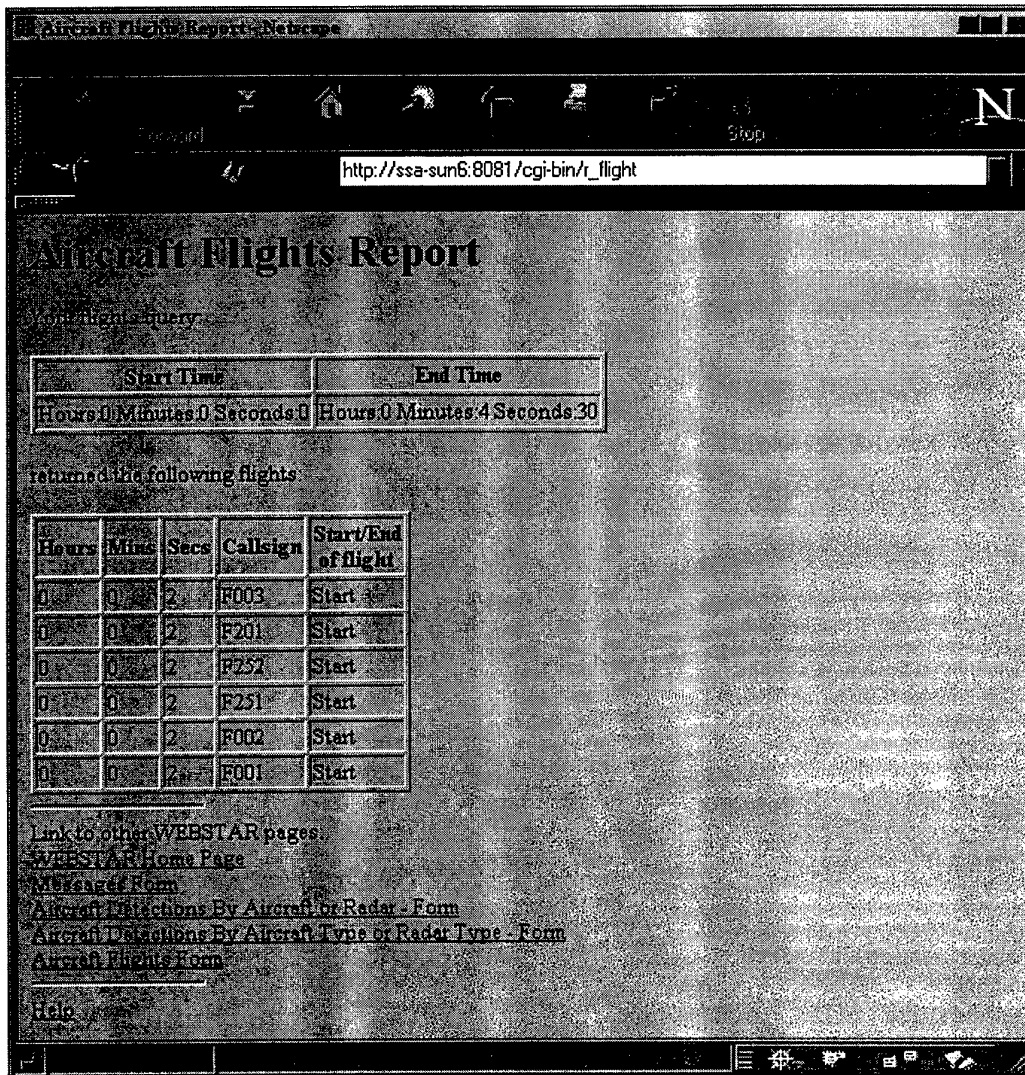 Aircraft Flights Report - Netscape
Forward Stop
N
http://ssa-sun6:8081/cgi-bin/r_flight
Aircraft Flights Report
Your flights query:
Start Time End Time
Hours:0 Minutes:0 Seconds:0 Hours:0 Minutes:4 Seconds:30
returned the following flights:
Hours Mins Secs Callsign Start/End of flight
0 0 2 F003 Start
0 0 2 F201 Start
0 0 2 F252 Start
0 0 2 F251 Start
0 0 2 F002 Start
0 0 2 F001 Start
Link to other WEBSTAR pages..
WEBSTAR Home Page
Messages Form
Aircraft Detections By Aircraft or Radar - Form
Aircraft Detections By Aircraft Type or Radar Type - Form
Aircraft Flights Form
Help